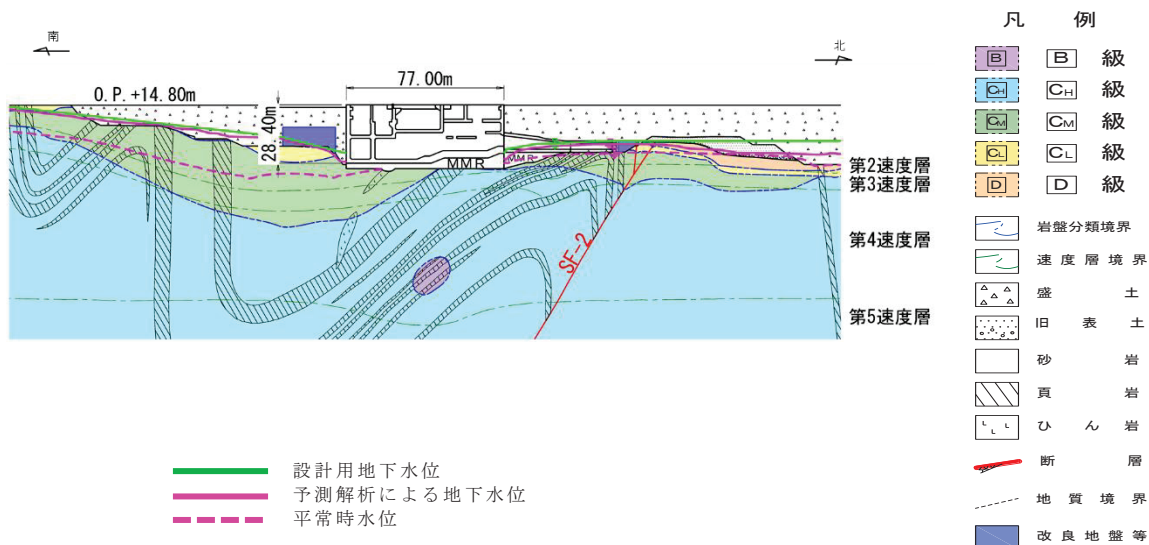 南
北
77.00m
O.P.+14.80m
28.40m
MMR
MMR
SF-2
第2速度層
第3速度層
第4速度層
第5速度層
凡 例
B B 級
CH CH 級
CM CM 級
CL CL 級
D D 級
岩盤分類境界
速度層境界
盛土
旧表土
砂岩
頁岩
ひん岩
断層
地質境界
改良地盤等
設計用地下水位
予測解析による地下水位
平常時水位